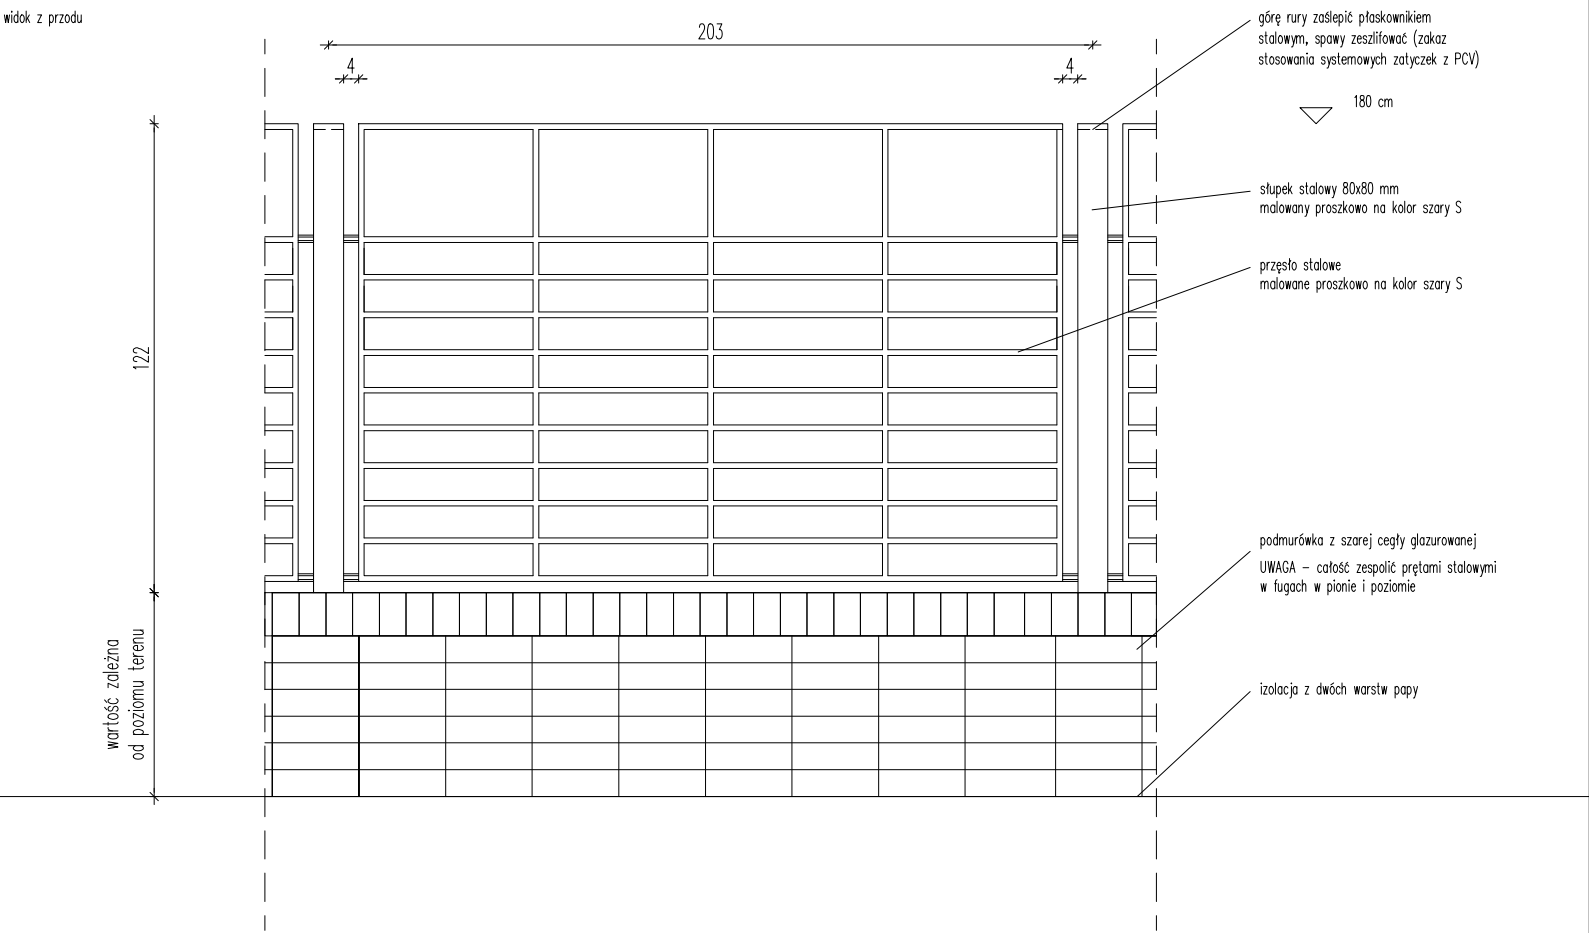 widok z przodu
203
4
4
górę rury zaślepić płaskownikiem
stalowym, spawy zeszlifować (zakaz
stosowania systemowych zatyczek z PCV)
180 cm
słupek stalowy 80x80 mm
malowany proszkowo na kolor szary S
przęsło stalowe
malowane proszkowo na kolor szary S
122
podmurówka z szarej cegły glazurowanej
UWAGA – całość zespolić prętami stalowymi
w fugach w pionie i poziomie
wartość zależna
od poziomu terenu
izolacja z dwóch warstw papy